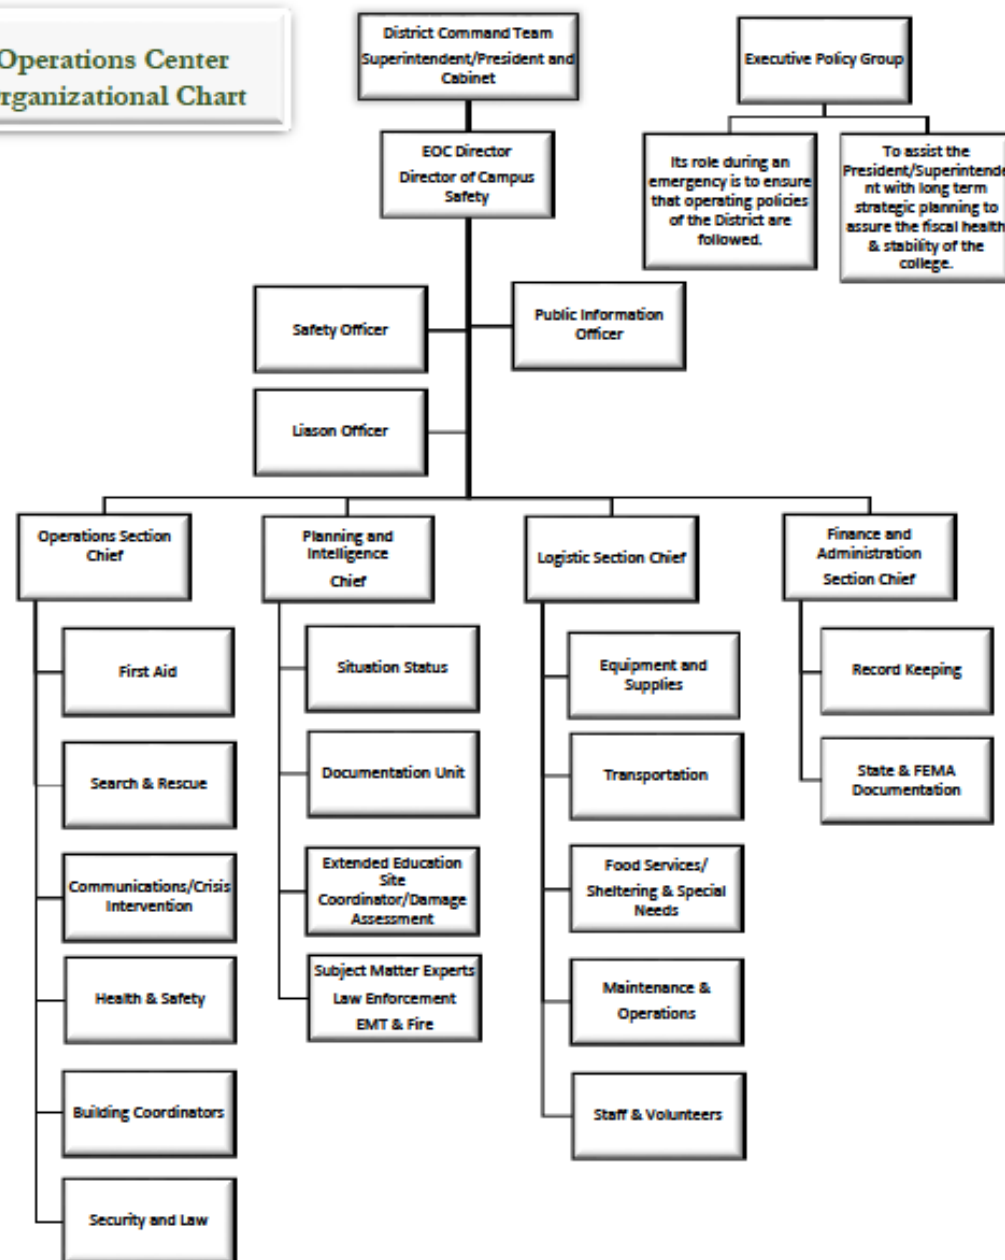 Operations Center
rganizational Chart
District Command Team
Superintendent/President and
Cabinet
Executive Policy Group
EOC Director
Director of Campus
Safety
Its role during an
emergency is to ensure
that operating policies
of the District are
followed.
To assist the
President/Superintende
nt with long term
strategic planning to
assure the fiscal health
& stability of the
college.
Safety Officer
Public Information
Officer
Liason Officer
Operations Section
Chief
Planning and
Intelligence
Chief
Logistic Section Chief
Finance and
Administration
Section Chief
First Aid
Search & Rescue
Communications/Crisis
Intervention
Health & Safety
Building Coordinators
Security and Law
Situation Status
Documentation Unit
Extended Education
Site
Coordinator/Damage
Assessment
Subject Matter Experts
Law Enforcement
EMT & Fire
Equipment and
Supplies
Transportation
Food Services/
Sheltering & Special
Needs
Maintenance &
Operations
Staff & Volunteers
Record Keeping
State & FEMA
Documentation